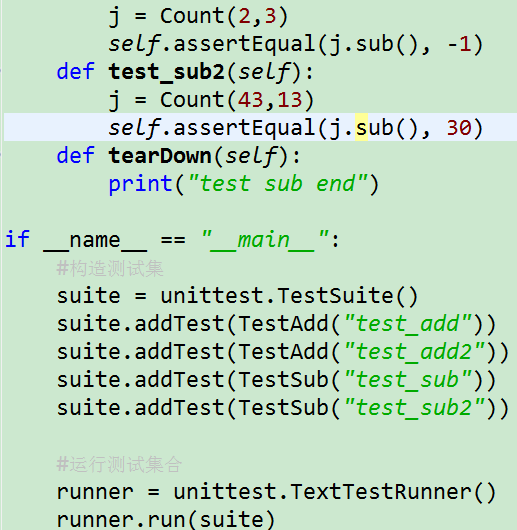 j = Count(2,3)
self.assertEqual(j.sub(), -1)
def test_sub2(self):
j = Count(43,13)
self.assertEqual(j.sub(), 30)
def tearDown(self):
print("test sub end")
if __name__ == "__main__":
#构造测试集
suite = unittest.TestSuite()
suite.addTest(TestAdd("test_add"))
suite.addTest(TestAdd("test_add2"))
suite.addTest(TestSub("test_sub"))
suite.addTest(TestSub("test_sub2"))
#运行测试集合
runner = unittest.TextTestRunner()
runner.run(suite)